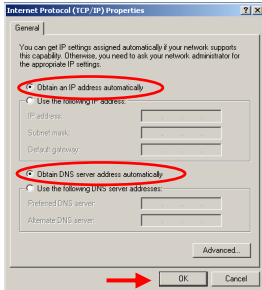 Internet Protocol (TCP/IP) Properties
General
You can get IP settings assigned automatically if your network supports
this capability. Otherwise, you need to ask your network administrator for
the appropriate IP settings.
Obtain an IP address automatically
Use the following IP address:
IP address:
Subnet mask:
Default gateway:
Obtain DNS server address automatically
Use the following DNS server addresses:
Preferred DNS server:
Alternate DNS server:
Advanced...
OK
Cancel